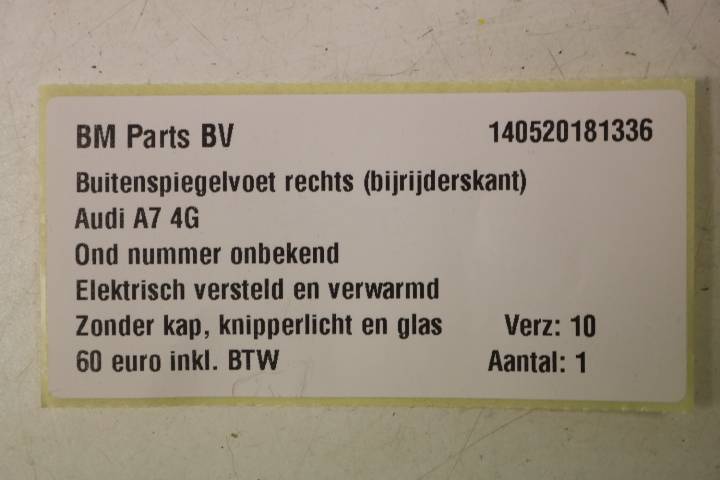 BM Parts BV 140520181336
Buitenspiegelvoet rechts (bijrijderskant)
Audi A7 4G
Ond nummer onbekend
Elektrisch versteld en verwarmd
Zonder kap, knipperlicht en glas Verz: 10
60 euro inkl. BTW Aantal: 1